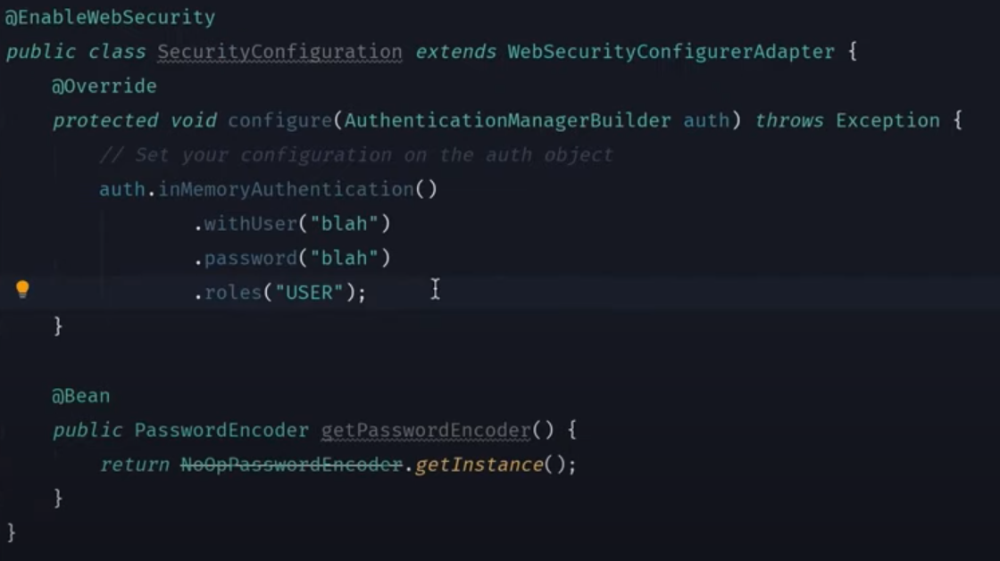 @EnableWebSecurity
public class SecurityConfiguration extends WebSecurityConfigurerAdapter {
@Override
protected void configure(AuthenticationManagerBuilder auth) throws Exception {
// Set your configuration on the auth object
auth.inMemoryAuthentication()
.withUser("blah")
.password("blah")
.roles("USER");
}
@Bean
public PasswordEncoder getPasswordEncoder() {
return NoOpPasswordEncoder.getInstance();
}
}